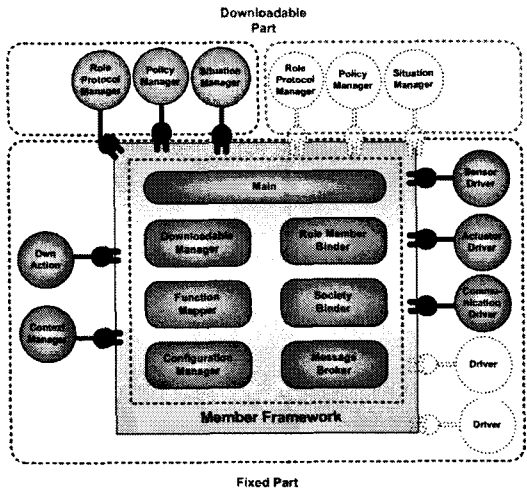 Downloadable
Part
Role
Protocol
Manager
Policy
Manager
Situation
Manager
Role
Protocol
Manager
Policy
Manager
Situation
Manager
Main
Downloadable
Manager
Role Member
Binder
Function
Mapper
Society
Binder
Configuration
Manager
Message
Broker
Member Framework
Own
Action
Context
Manager
Sensor
Driver
Actuator
Driver
Commu-
nication
Driver
Driver
Driver
Fixed Part